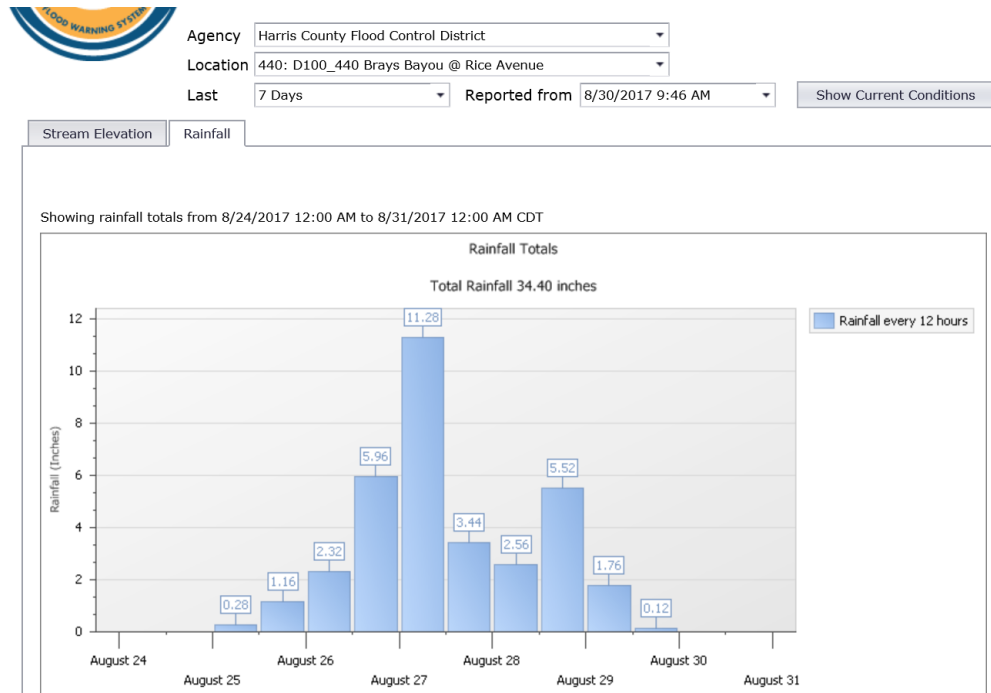 FLOOD WARNING SYSTEM
Agency Harris County Flood Control District
Location 440: D100_440 Brays Bayou @ Rice Avenue
Last 7 Days Reported from 8/30/2017 9:46 AM Show Current Conditions
Stream Elevation Rainfall
Showing rainfall totals from 8/24/2017 12:00 AM to 8/31/2017 12:00 AM CDT
Rainfall Totals
Total Rainfall 34.40 inches
Rainfall every 12 hours
Rainfall (Inches)
12
10
8
6
4
2
0
0.28
1.16
2.32
5.96
11.28
3.44
2.56
5.52
1.76
0.12
August 24
August 25
August 26
August 27
August 28
August 29
August 30
August 31